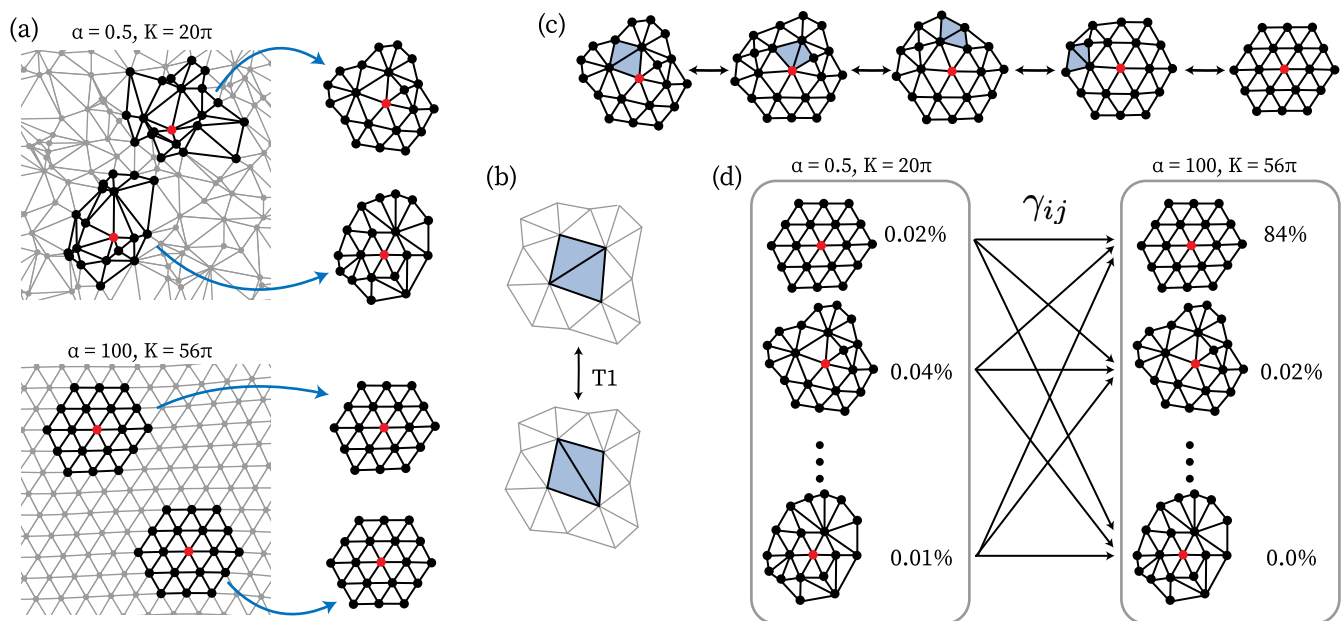 (a)
α = 0.5, K = 20π
α = 100, K = 56π
(b)
T1
(c)
(d)
α = 0.5, K = 20π
α = 100, K = 56π
γij
0.02%
84%
0.04%
0.02%
0.01%
0.0%